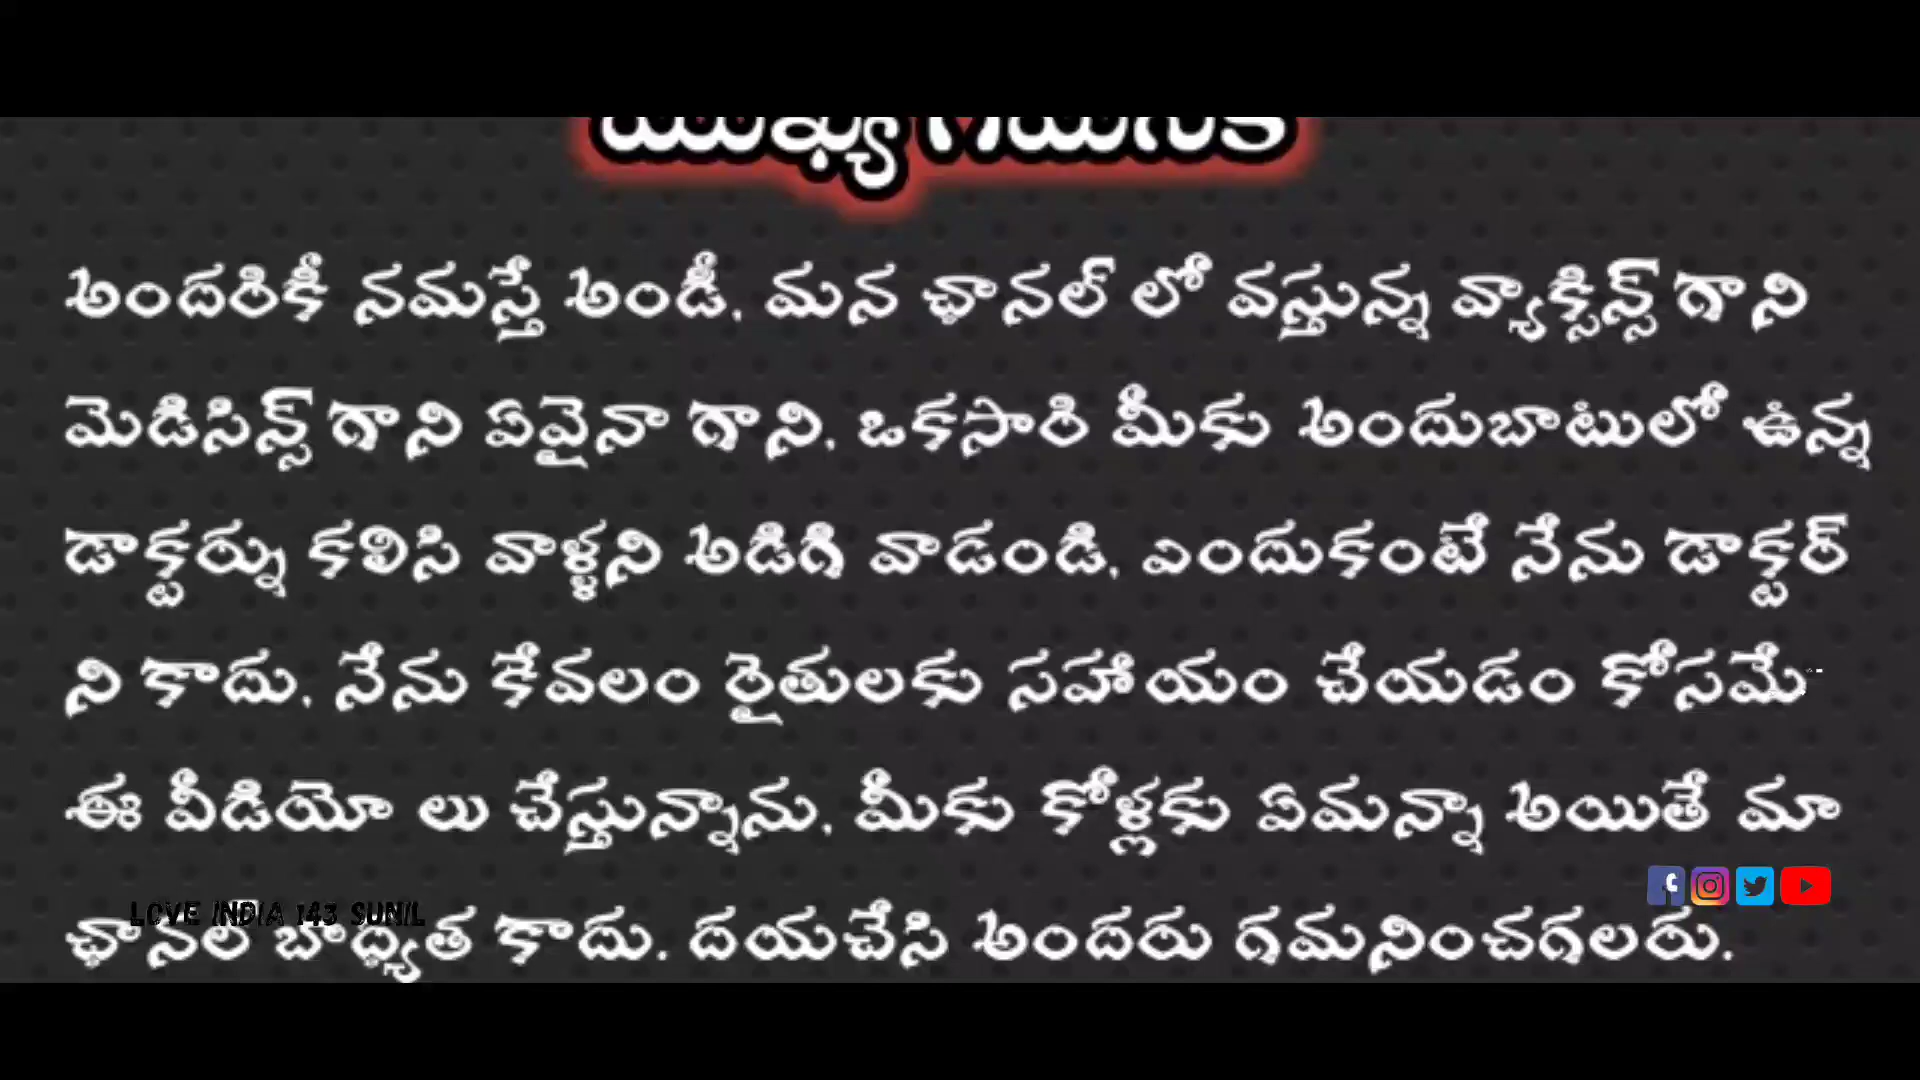 ముఖ్య గమనిక
అందరికీ నమస్తే అండీ, మన ఛానల్ లో వస్తున్న వ్యాక్సిన్స్ గాని
మెడిసిన్స్ గాని ఏవైనా గాని, ఒకసారి మీకు అందుబాటులో ఉన్న
డాక్టర్ను కలిసి వాళ్ళని అడిగి వాడండి, ఎందుకంటే నేను డాక్టర్
ని కాదు, నేను కేవలం రైతులకు సహాయం చేయడం కోసమే
ఈ వీడియో లు చేస్తున్నాను, మీకు కోళ్లకు ఏమన్నా అయితే మా
ఛానల్ బాధ్యత కాదు. దయచేసి అందరు గమనించగలరు.
LOVE INDIA 143 SUNIL